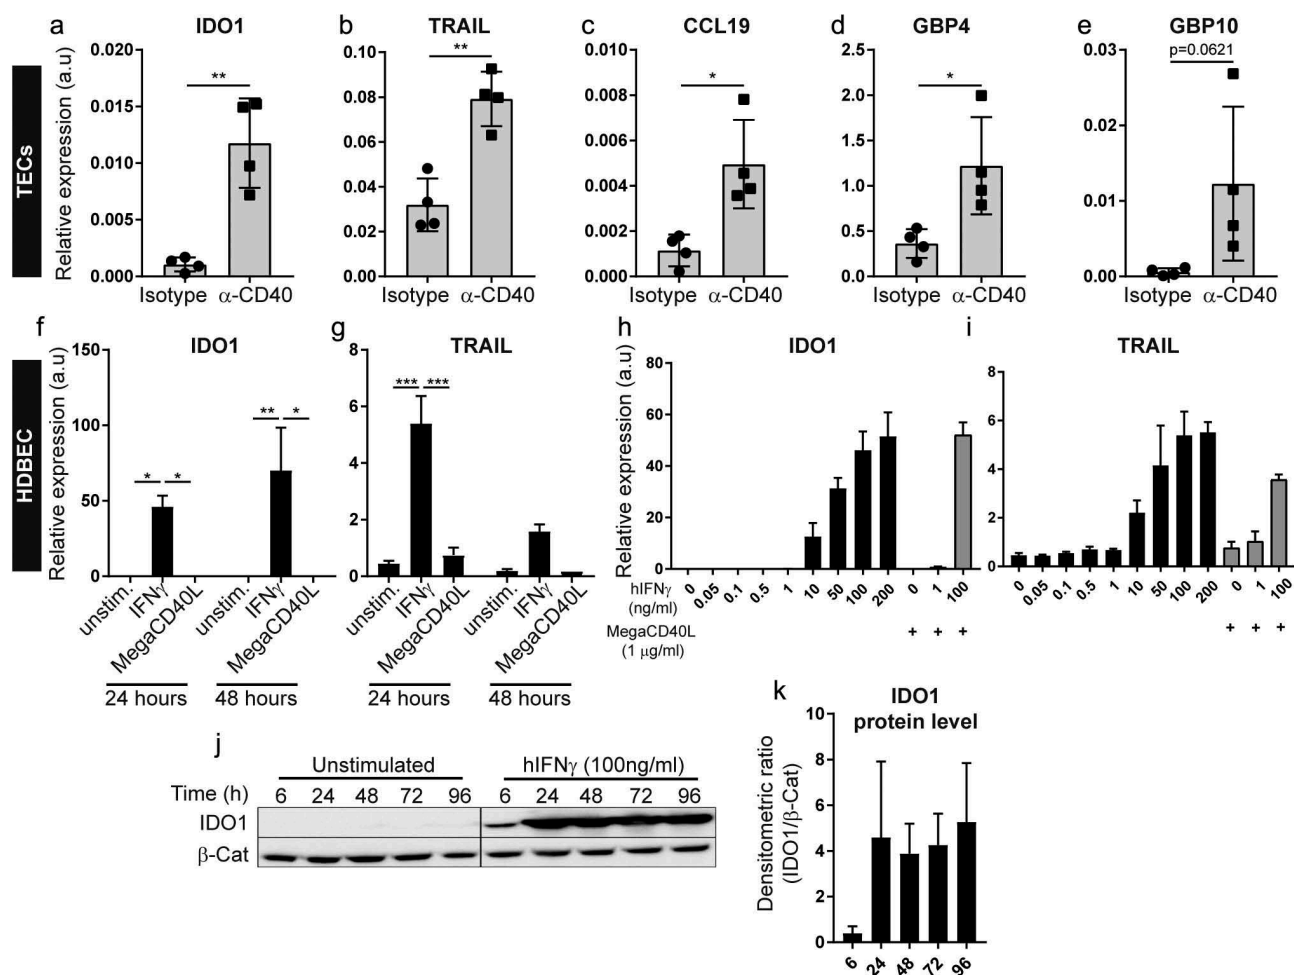 a IDO1
b TRAIL
c CCL19
d GBP4
e GBP10
TECs
Relative expression (a.u)
0.020
0.015
0.010
0.005
0.000
**
Isotype α-CD40
0.10
0.08
0.06
0.04
0.02
0.00
**
Isotype α-CD40
0.010
0.008
0.006
0.004
0.002
0.000
*
Isotype α-CD40
2.5
2.0
1.5
1.0
0.5
0.0
*
Isotype α-CD40
0.03
0.02
0.01
0.00
p=0.0621
Isotype α-CD40
HDBEC
f IDO1
Relative expression (a.u)
150
100
50
0
* *
** *
unstim. IFNγ MegaCD40L unstim. IFNγ MegaCD40L
24 hours 48 hours
g TRAIL
8
6
4
2
0
*** ***
unstim. IFNγ MegaCD40L unstim. IFNγ MegaCD40L
24 hours 48 hours
h IDO1
Relative expression (a.u)
80
60
40
20
0
0 0.05 0.1 0.5 1 10 50 100 200 0 1 100
hIFNγ
(ng/ml)
MegaCD40L
(1 μg/ml)
+ + +
i TRAIL
8
6
4
2
0
0 0.05 0.1 0.5 1 10 50 100 200 0 1 100
+ + +
j
Unstimulated hIFNγ (100ng/ml)
Time (h) 6 24 48 72 96 6 24 48 72 96
IDO1
β-Cat
k IDO1
protein level
Densitometric ratio
(IDO1/β-Cat)
10
8
6
4
2
0
6 24 48 72 96